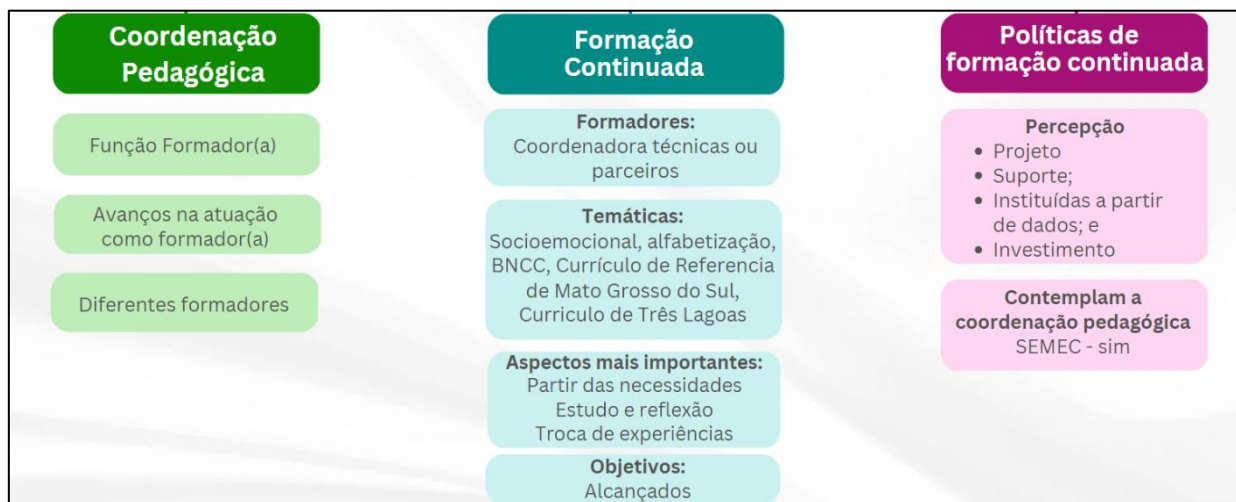 Coordenação
Pedagógica
Função Formador(a)
Avanços na atuação
como formador(a)
Diferentes formadores
Formação
Continuada
Formadores:
Coordenadora técnicas ou
parceiros
Temáticas:
Socioemocional, alfabetização,
BNCC, Currículo de Referencia
de Mato Grosso do Sul,
Curriculo de Três Lagoas
Aspectos mais importantes:
Partir das necessidades
Estudo e reflexão
Troca de experiências
Objetivos:
Alcançados
Políticas de
formação continuada
Percepção
• Projeto
• Suporte;
• Instituídas a partir
de dados; e
• Investimento
Contemplam a
coordenação pedagógica
SEMEC - sim